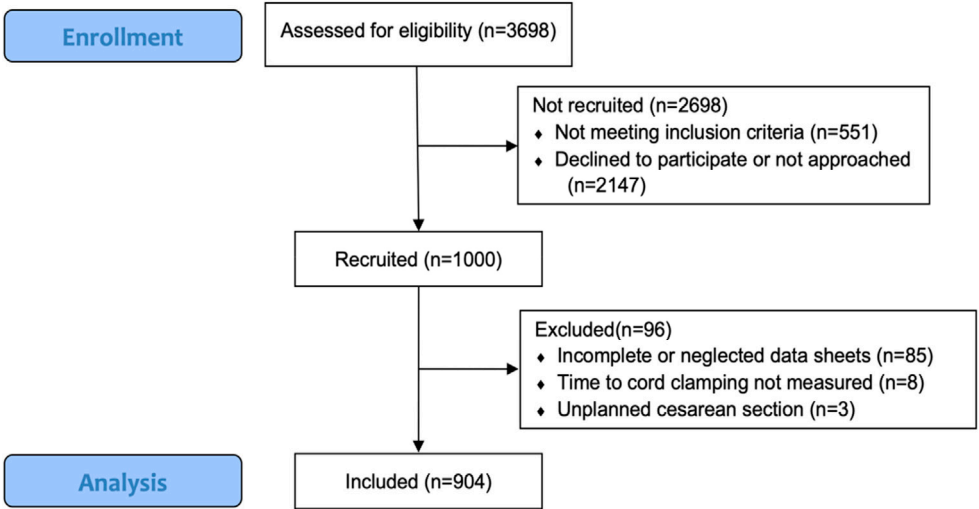 Enrollment
Assessed for eligibility (n=3698)
Not recruited (n=2698)
♦ Not meeting inclusion criteria (n=551)
♦ Declined to participate or not approached
(n=2147)
Recruited (n=1000)
Excluded(n=96)
♦ Incomplete or neglected data sheets (n=85)
♦ Time to cord clamping not measured (n=8)
♦ Unplanned cesarean section (n=3)
Analysis
Included (n=904)